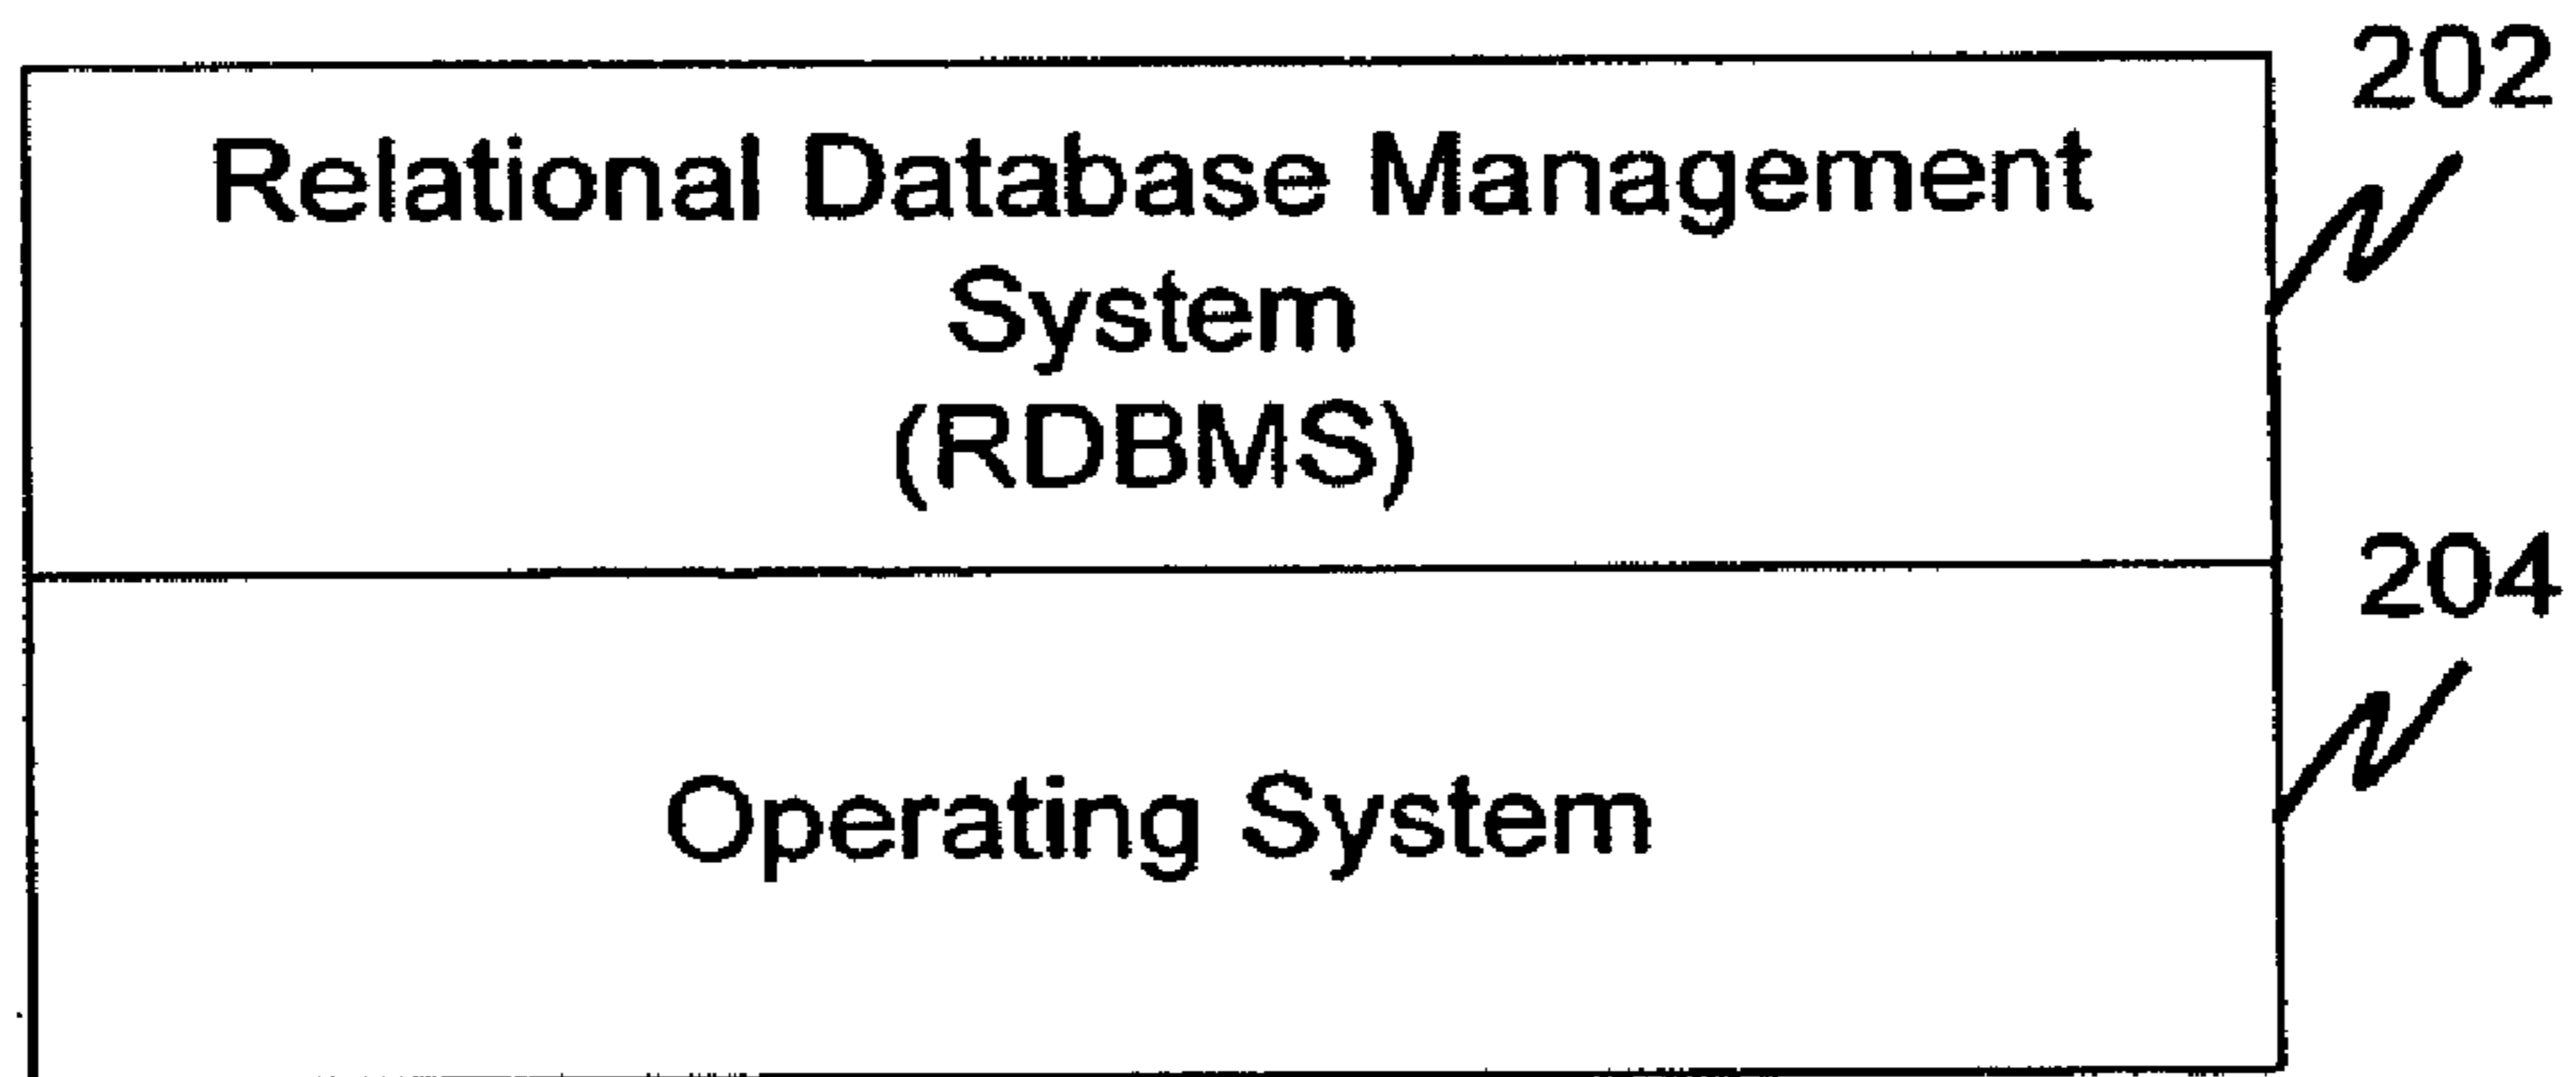 202
Relational Database Management
System
(RDBMS)
204
Operating System